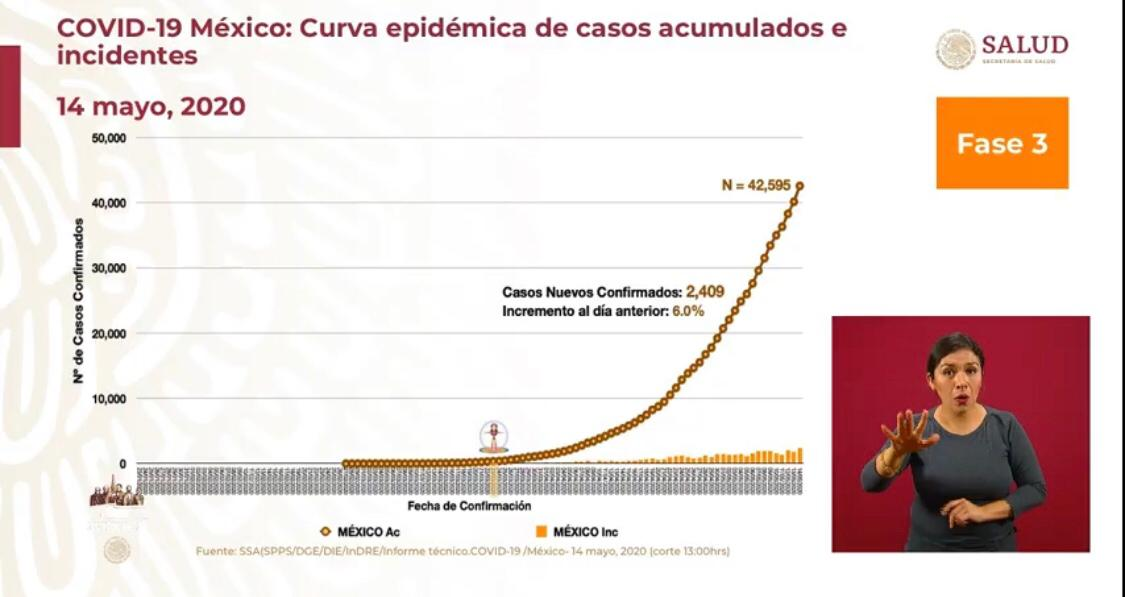 COVID-19 México: Curva epidémica de casos acumulados e
incidentes
14 mayo, 2020
SALUD
SECRETARÍA DE SALUD
Fase 3
50,000
40,000
30,000
20,000
10,000
0
Nº de Casos Confirmados
N = 42,595
Casos Nuevos Confirmados: 2,409
Incremento al día anterior: 6.0%
Fecha de Confirmación
MÉXICO Ac
MÉXICO Inc
Fuente: SSA(SPPS/DGE/DIE/InDRE/Informe técnico.COVID-19 /México- 14 mayo, 2020 (corte 13:00hrs)